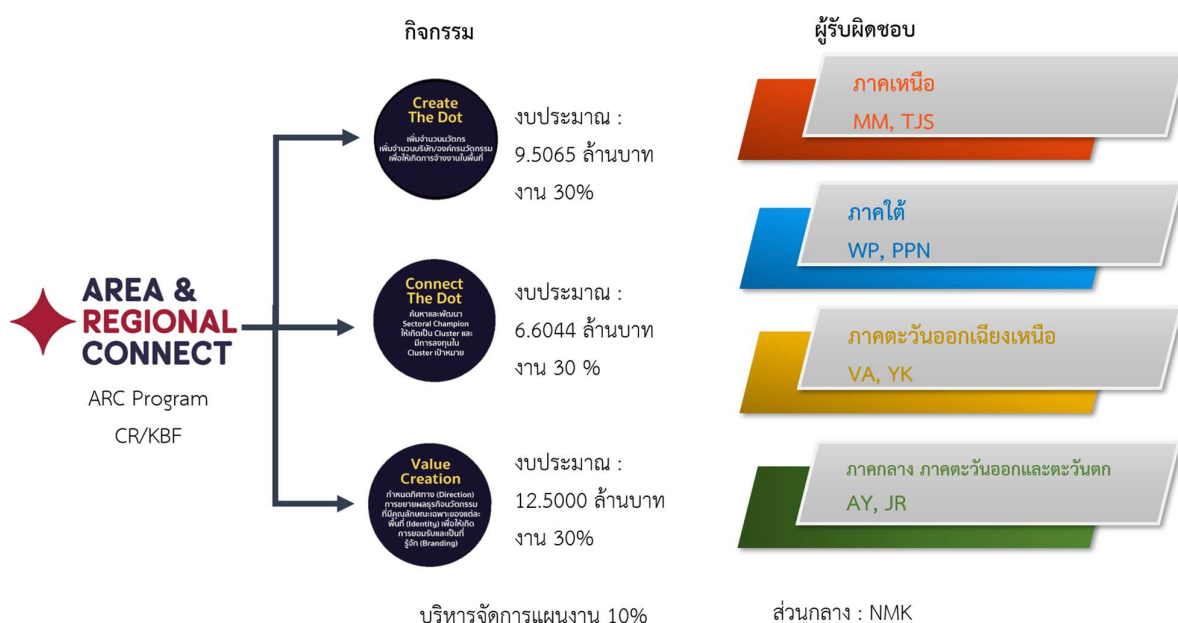 กิจกรรม
ผู้รับผิดชอบ
AREA &
REGIONAL
CONNECT
ARC Program
CR/KBF
Create
The Dot
เพิ่มจำนวนนวัตกร
เพิ่มจำนวนบริษัท/องค์กรนวัตกรรม
เพื่อให้เกิดการจ้างงานในพื้นที่
งบประมาณ :
9.5065 ล้านบาท
งาน 30%
Connect
The Dot
ค้นหาและพัฒนา
Sectoral Champion
ให้เกิดเป็น Cluster และ
มีการลงทุนใน
Cluster เป้าหมาย
งบประมาณ :
6.6044 ล้านบาท
งาน 30 %
Value
Creation
กำหนดทิศทาง (Direction)
การขยายผลธุรกิจนวัตกรรม
ที่มีคุณลักษณะเฉพาะของแต่ละ
พื้นที่ (Identity) เพื่อให้เกิด
การยอมรับและเป็นที่
รู้จัก (Branding)
งบประมาณ :
12.5000 ล้านบาท
งาน 30%
ภาคเหนือ
MM, TJS
ภาคใต้
WP, PPN
ภาคตะวันออกเฉียงเหนือ
VA, YK
ภาคกลาง ภาคตะวันออกและตะวันตก
AY, JR
บริหารจัดการแผนงาน 10%
ส่วนกลาง : NMK